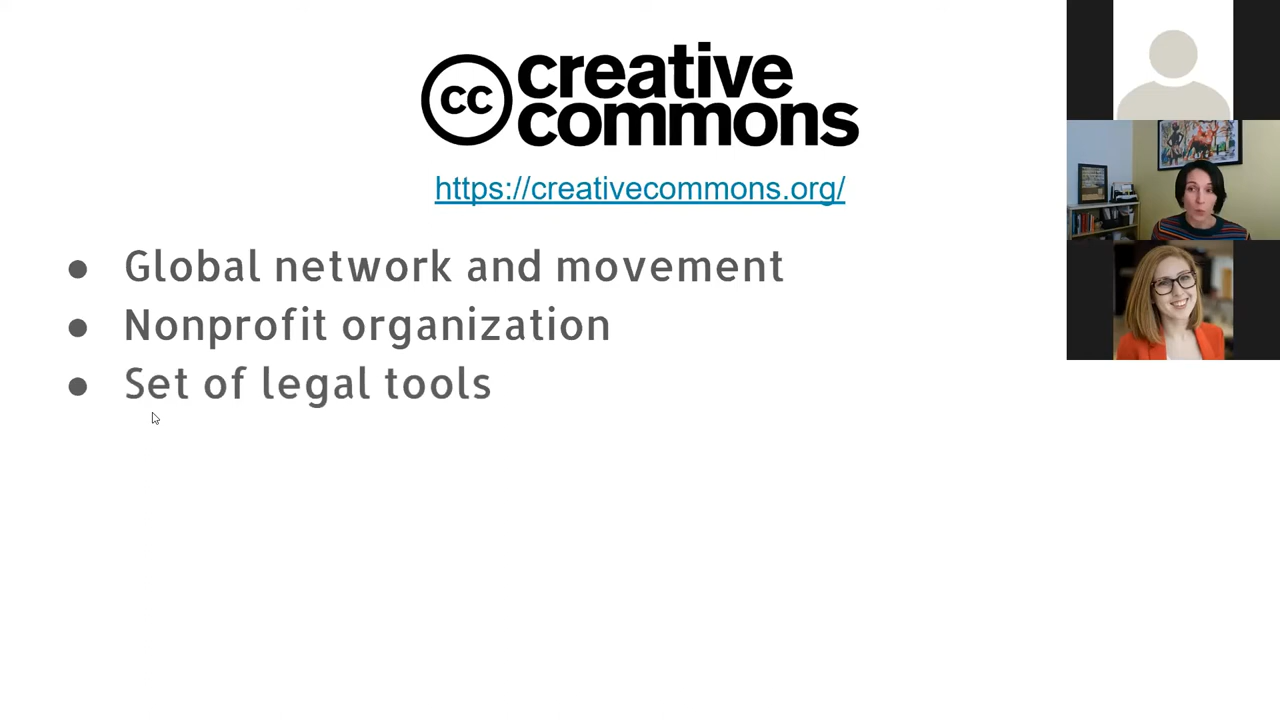 cc creative
commons
https://creativecommons.org/
● Global network and movement
● Nonprofit organization
● Set of legal tools